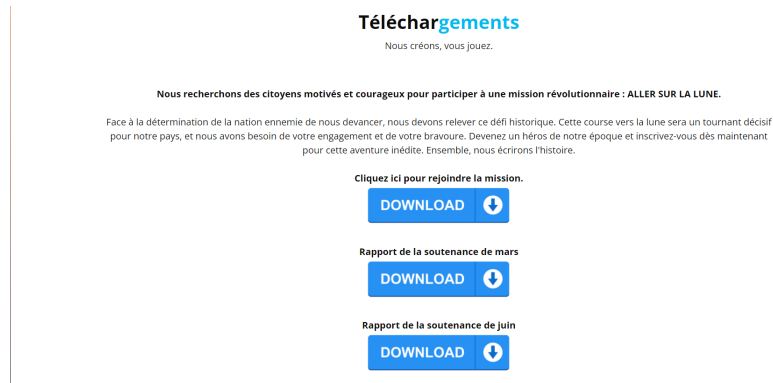 Téléchargements
Nous créons, vous jouez.
Nous recherchons des citoyens motivés et courageux pour participer à une mission révolutionnaire : ALLER SUR LA LUNE.
Face à la détermination de la nation ennemie de nous devancer, nous devons relever ce défi historique. Cette course vers la lune sera un tournant décisif
pour notre pays, et nous avons besoin de votre engagement et de votre bravoure. Devenez un héros de notre époque et inscrivez-vous dès maintenant
pour cette aventure inédite. Ensemble, nous écrirons l'histoire.
Cliquez ici pour rejoindre la mission.
DOWNLOAD
Rapport de la soutenance de mars
DOWNLOAD
Rapport de la soutenance de juin
DOWNLOAD